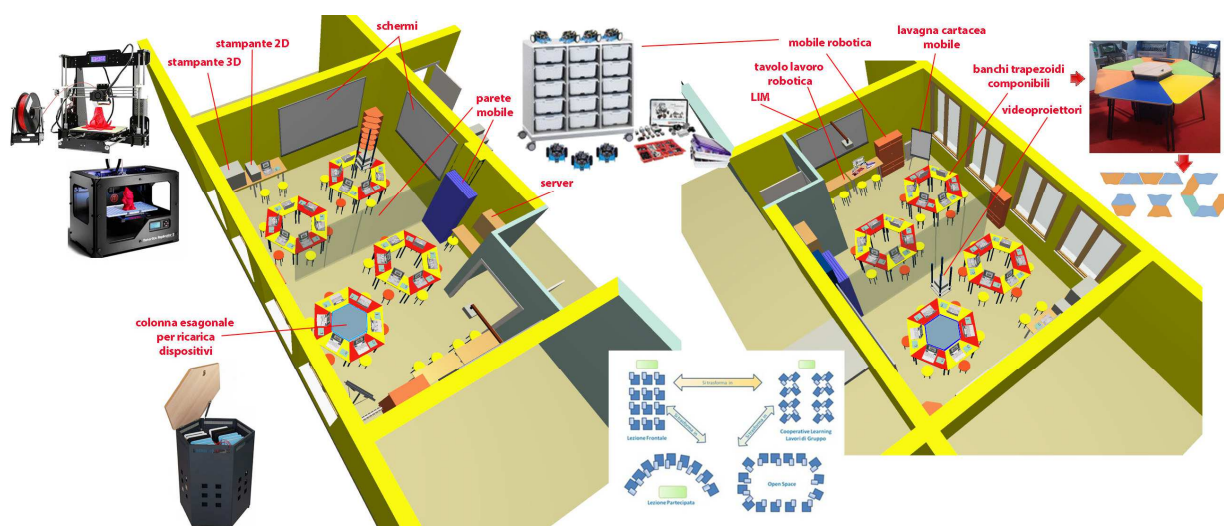 stampante 2D
stampante 3D
schermi
parete
mobile
server
colonna esagonale
per ricarica
dispositivi
mobile robotica
tavolo lavoro
robotica
LIM
lavagna cartacea
mobile
banchi trapezoidi
componibili
videoproiettori
Lezione Frontale
Cooperative Learning
Lavori di Gruppo
Lezione Partecipata
Open Space